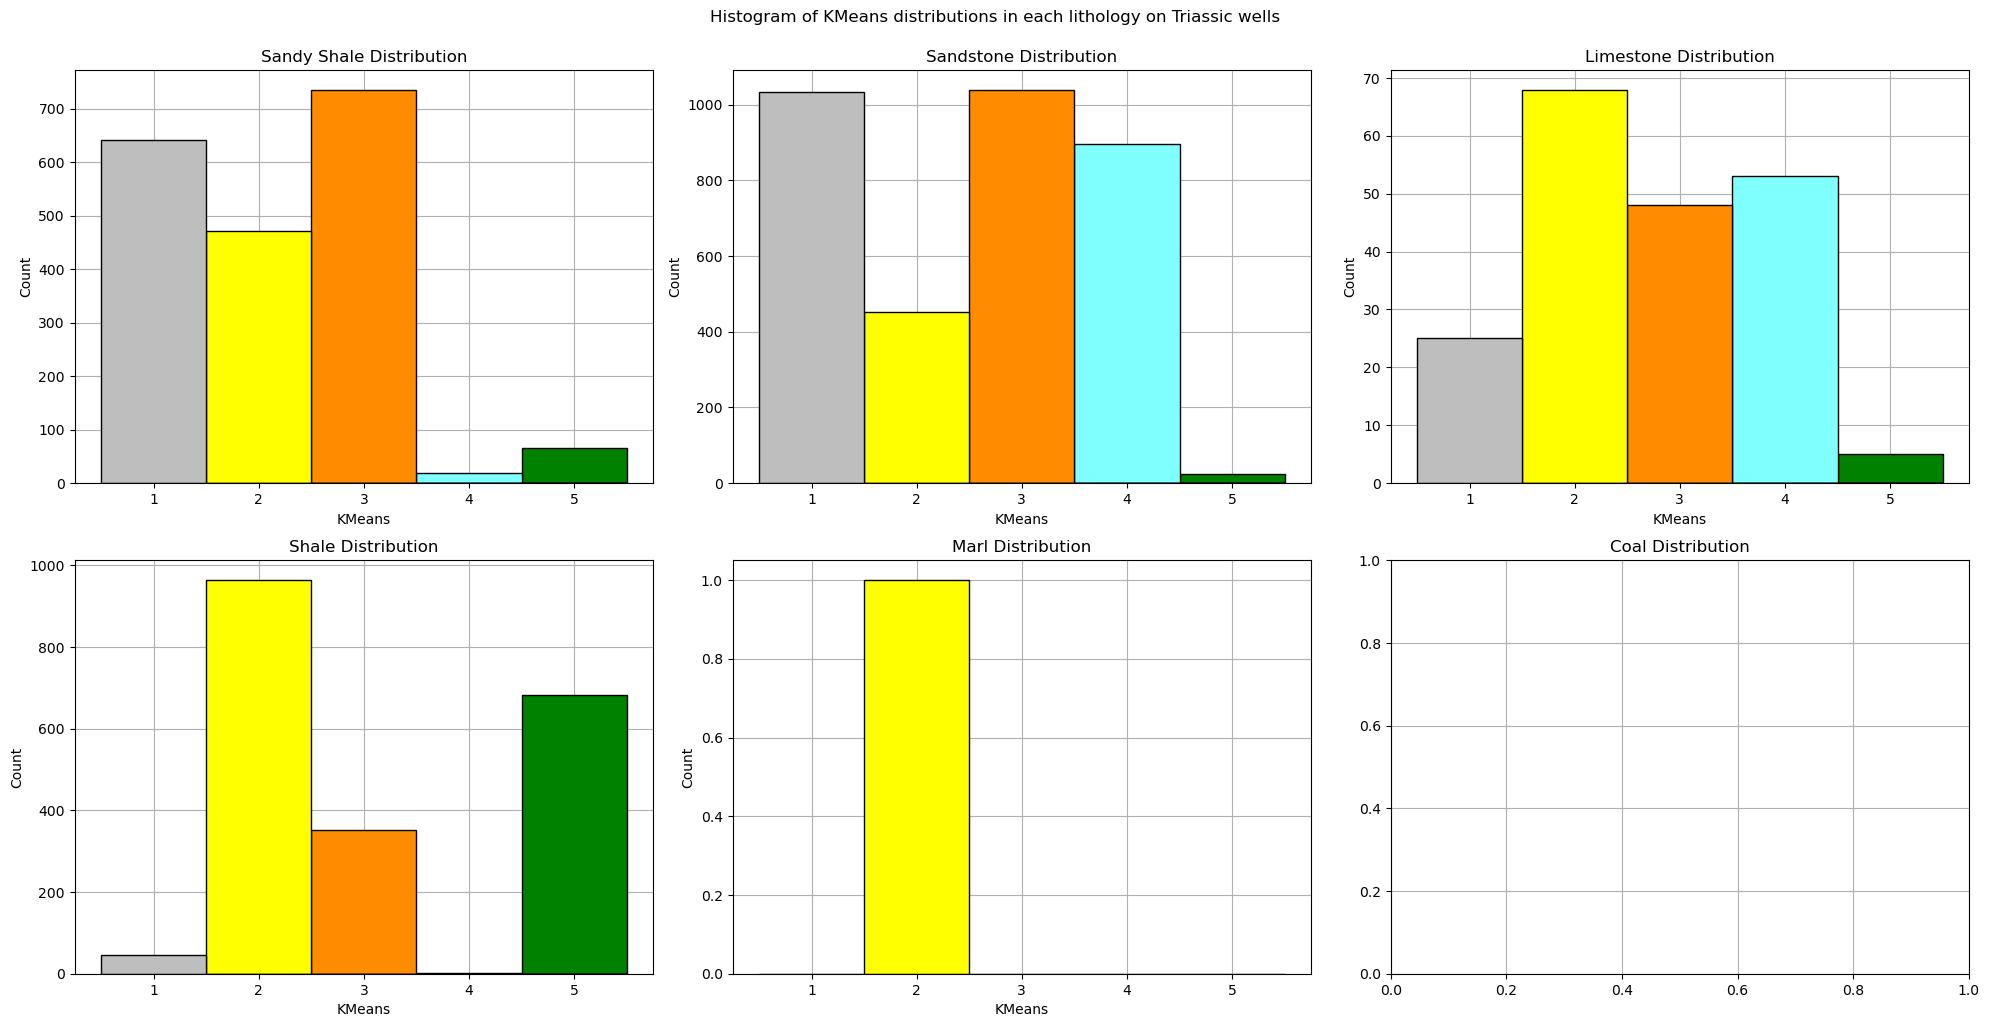 Histogram of KMeans distributions in each lithology on Triassic wells
Sandy Shale Distribution
700
600
500
400
300
200
100
0
Count
1 2 3 4 5
KMeans
Sandstone Distribution
1000
800
600
400
200
0
Count
1 2 3 4 5
KMeans
Limestone Distribution
70
60
50
40
30
20
10
0
Count
1 2 3 4 5
KMeans
Shale Distribution
1000
800
600
400
200
0
Count
1 2 3 4 5
KMeans
Marl Distribution
1.0
0.8
0.6
0.4
0.2
0.0
Count
1 2 3 4 5
KMeans
Coal Distribution
1.0
0.8
0.6
0.4
0.2
0.0
0.0 0.2 0.4 0.6 0.8 1.0